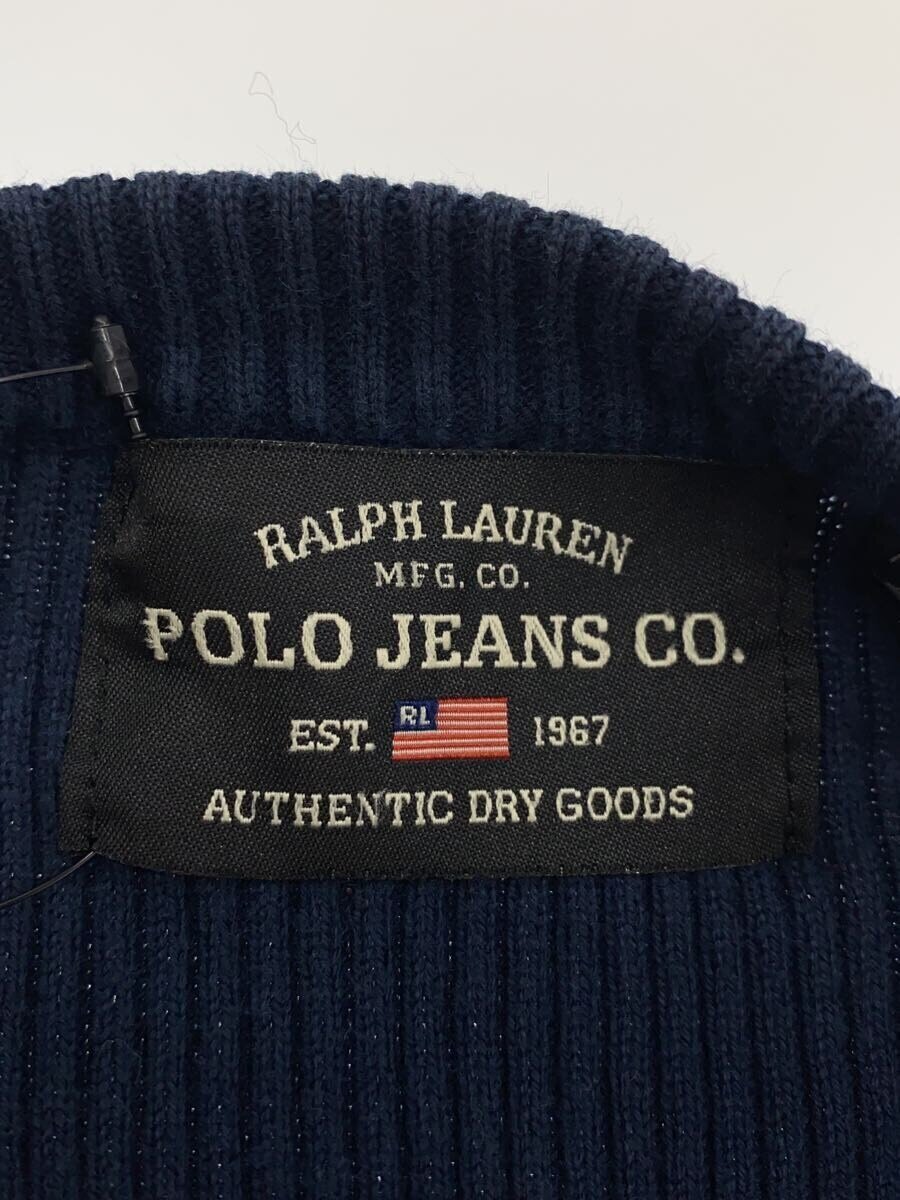 RALPH LAUREN
MFG. CO.
POLO JEANS CO.
EST. RL 1967
AUTHENTIC DRY GOODS